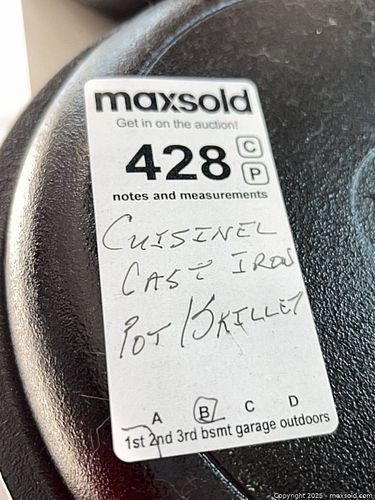 maxsold
Get in on the auction!
428 C
P
notes and measurements
CUISINEL
CAST IRON
POT / SKILLET
A B C D
1st 2nd 3rd bsmt garage outdoors
Copyright 2025 - maxsold.com